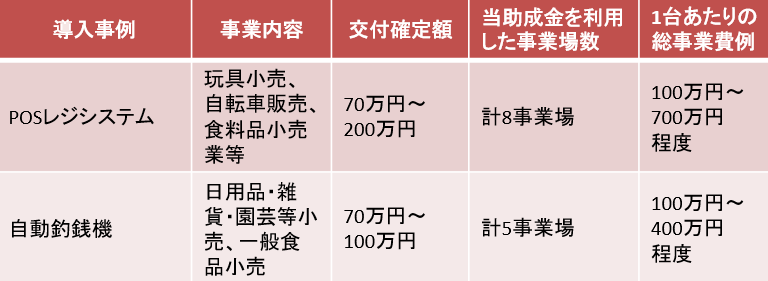 導入事例
事業内容
交付確定額
当助成金を利用
した事業場数
1台あたりの
総事業費例
POSレジシステム
玩具小売、
自転車販売、
食料品小売
業等
70万円～
200万円
計8事業場
100万円～
700万円
程度
自動釣銭機
日用品・雑
貨・園芸等小
売、一般食
品小売
70万円～
100万円
計5事業場
100万円～
400万円
程度